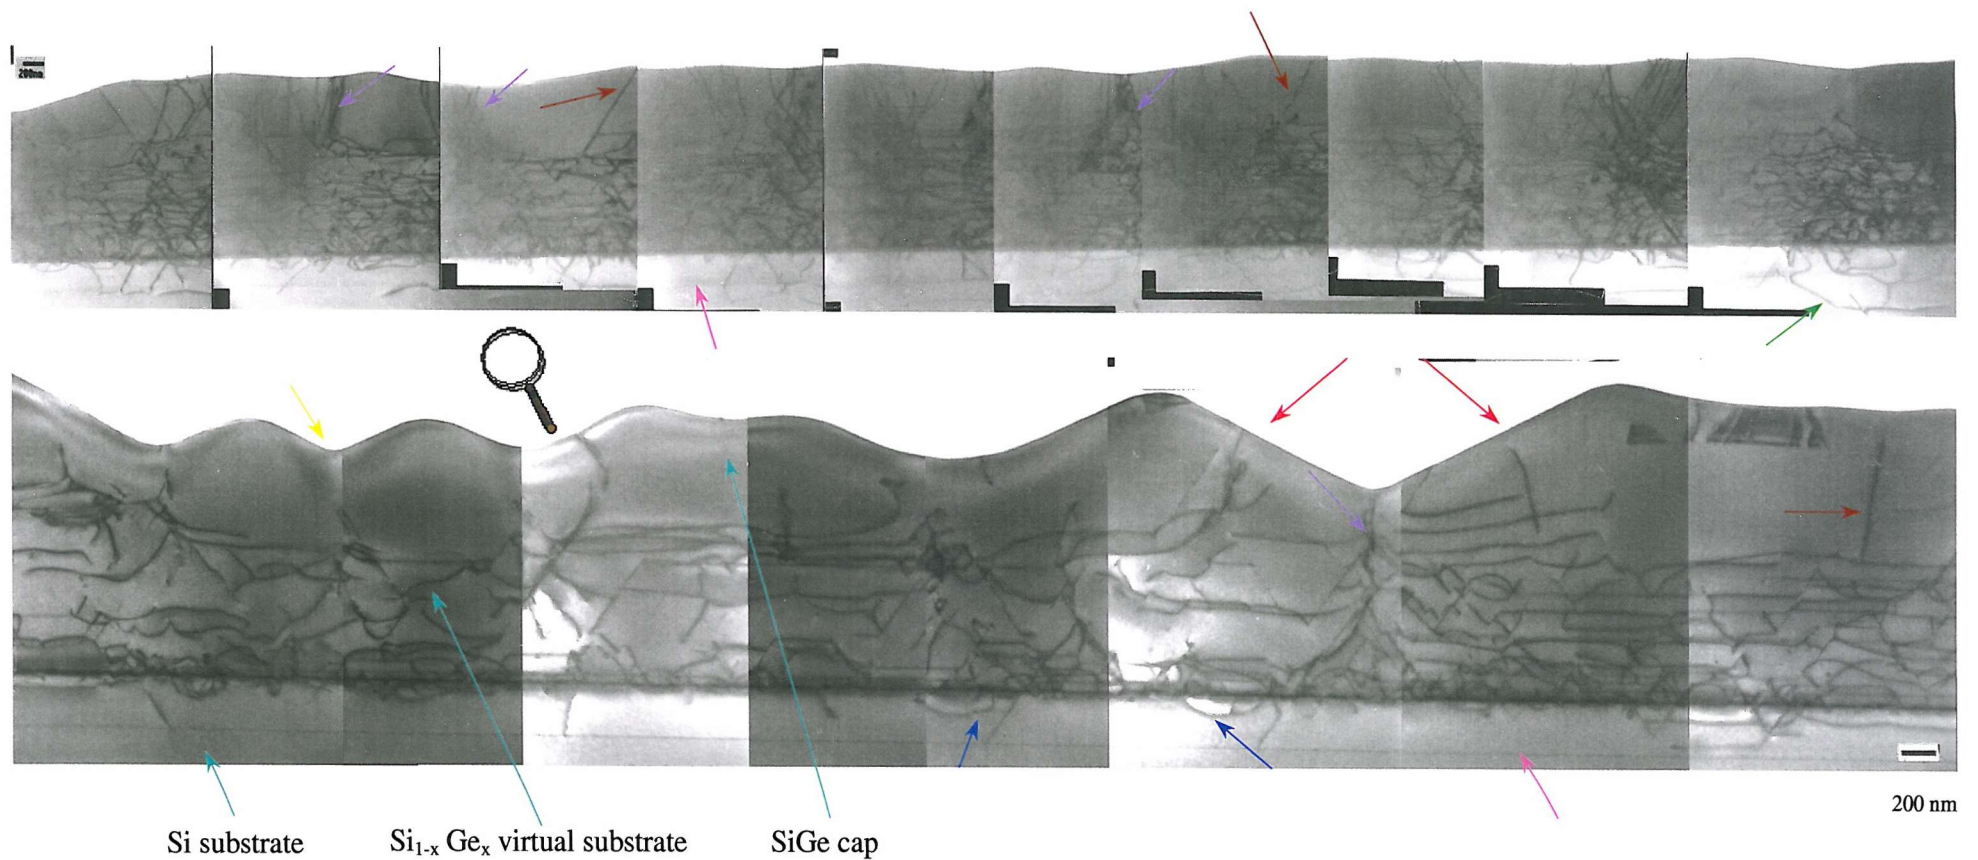 200nm
200 nm
Si substrate
Si₁₋ₓ Geₓ virtual substrate
SiGe cap